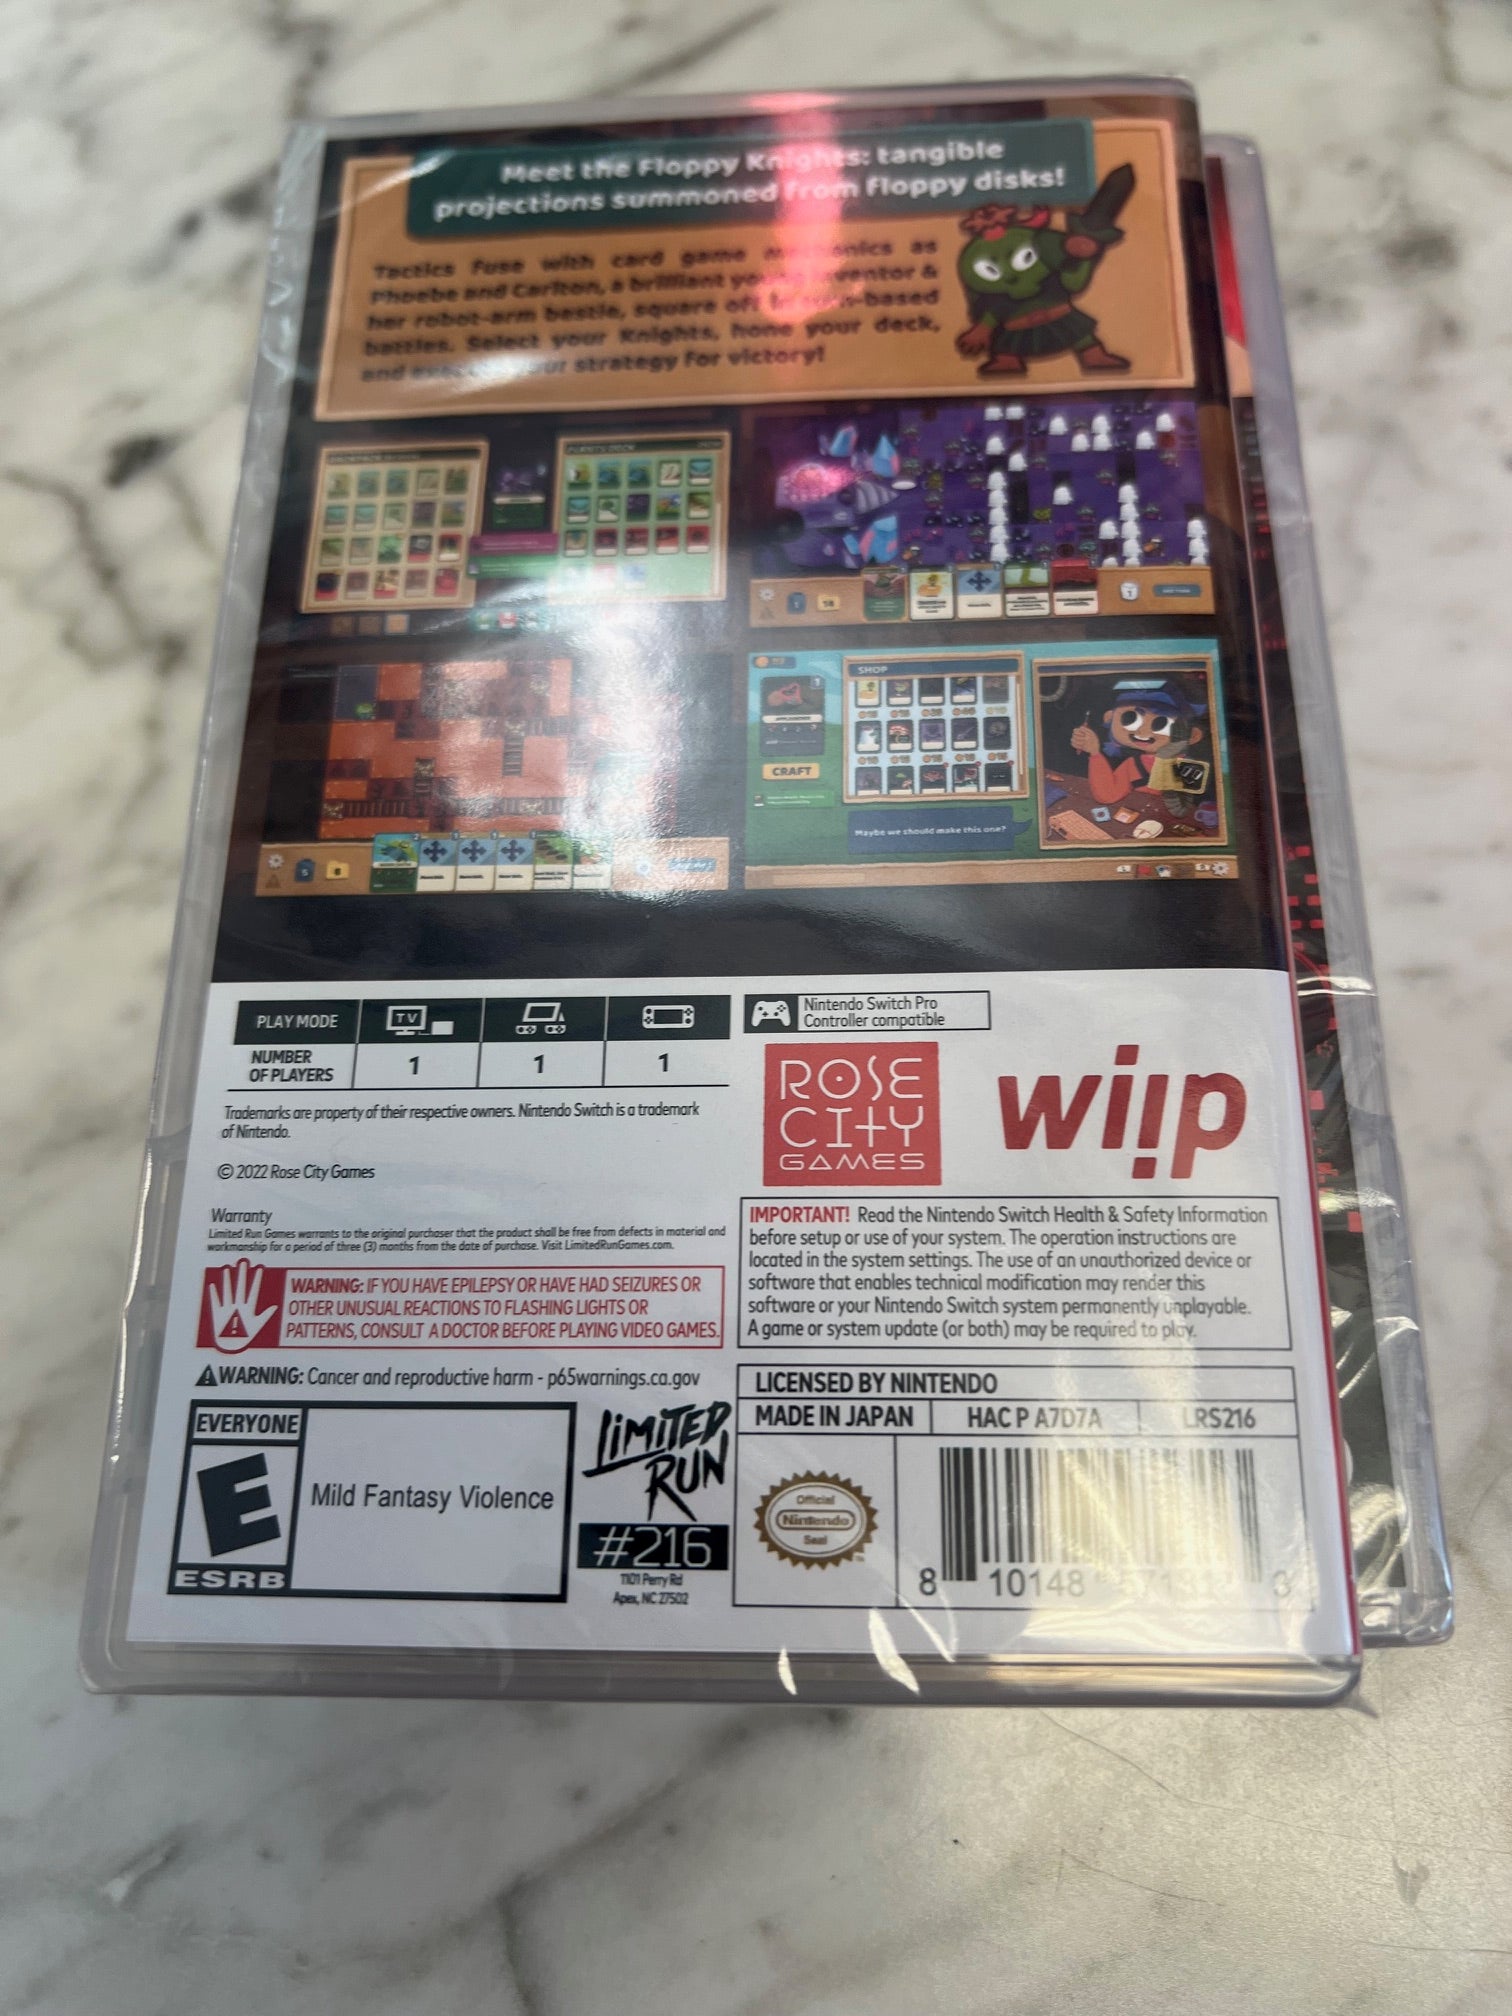 Meet the Floppy Knights: tangible
projections summoned from floppy disks!
Tactics fuse with card game mechanics as
Phoebe and Carlton, a brilliant young inventor &
her robot-arm bestie, square off in turn-based
battles. Select your Knights, hone your deck,
and your strategy for victory!
SHOP
CRAFT
Maybe we should make this one?
PLAY MODE
TV
NUMBER
OF PLAYERS
1 1 1
Nintendo Switch Pro
Controller compatible
Trademarks are property of their respective owners. Nintendo Switch is a trademark
of Nintendo.
© 2022 Rose City Games
ROSE
CITY
GAMES
wiip
Warranty
Limited Run Games warrants to the original purchaser that the product shall be free from defects in material and
workmanship for a period of three (3) months from the date of purchase. Visit LimitedRunGames.com.
WARNING: IF YOU HAVE EPILEPSY OR HAVE HAD SEIZURES OR
OTHER UNUSUAL REACTIONS TO FLASHING LIGHTS OR
PATTERNS, CONSULT A DOCTOR BEFORE PLAYING VIDEO GAMES.
IMPORTANT! Read the Nintendo Switch Health & Safety Information
before setup or use of your system. The operation instructions are
located in the system settings. The use of an unauthorized device or
software that enables technical modification may render this
software or your Nintendo Switch system permanently unplayable.
A game or system update (or both) may be required to play.
WARNING: Cancer and reproductive harm - p65warnings.ca.gov
EVERYONE
E
ESRB
Mild Fantasy Violence
LIMITED
RUN
#216
1101 Perry Rd
Apex, NC 27502
LICENSED BY NINTENDO
MADE IN JAPAN HAC P A7D7A LRS216
Official
Nintendo
Seal
8 10148